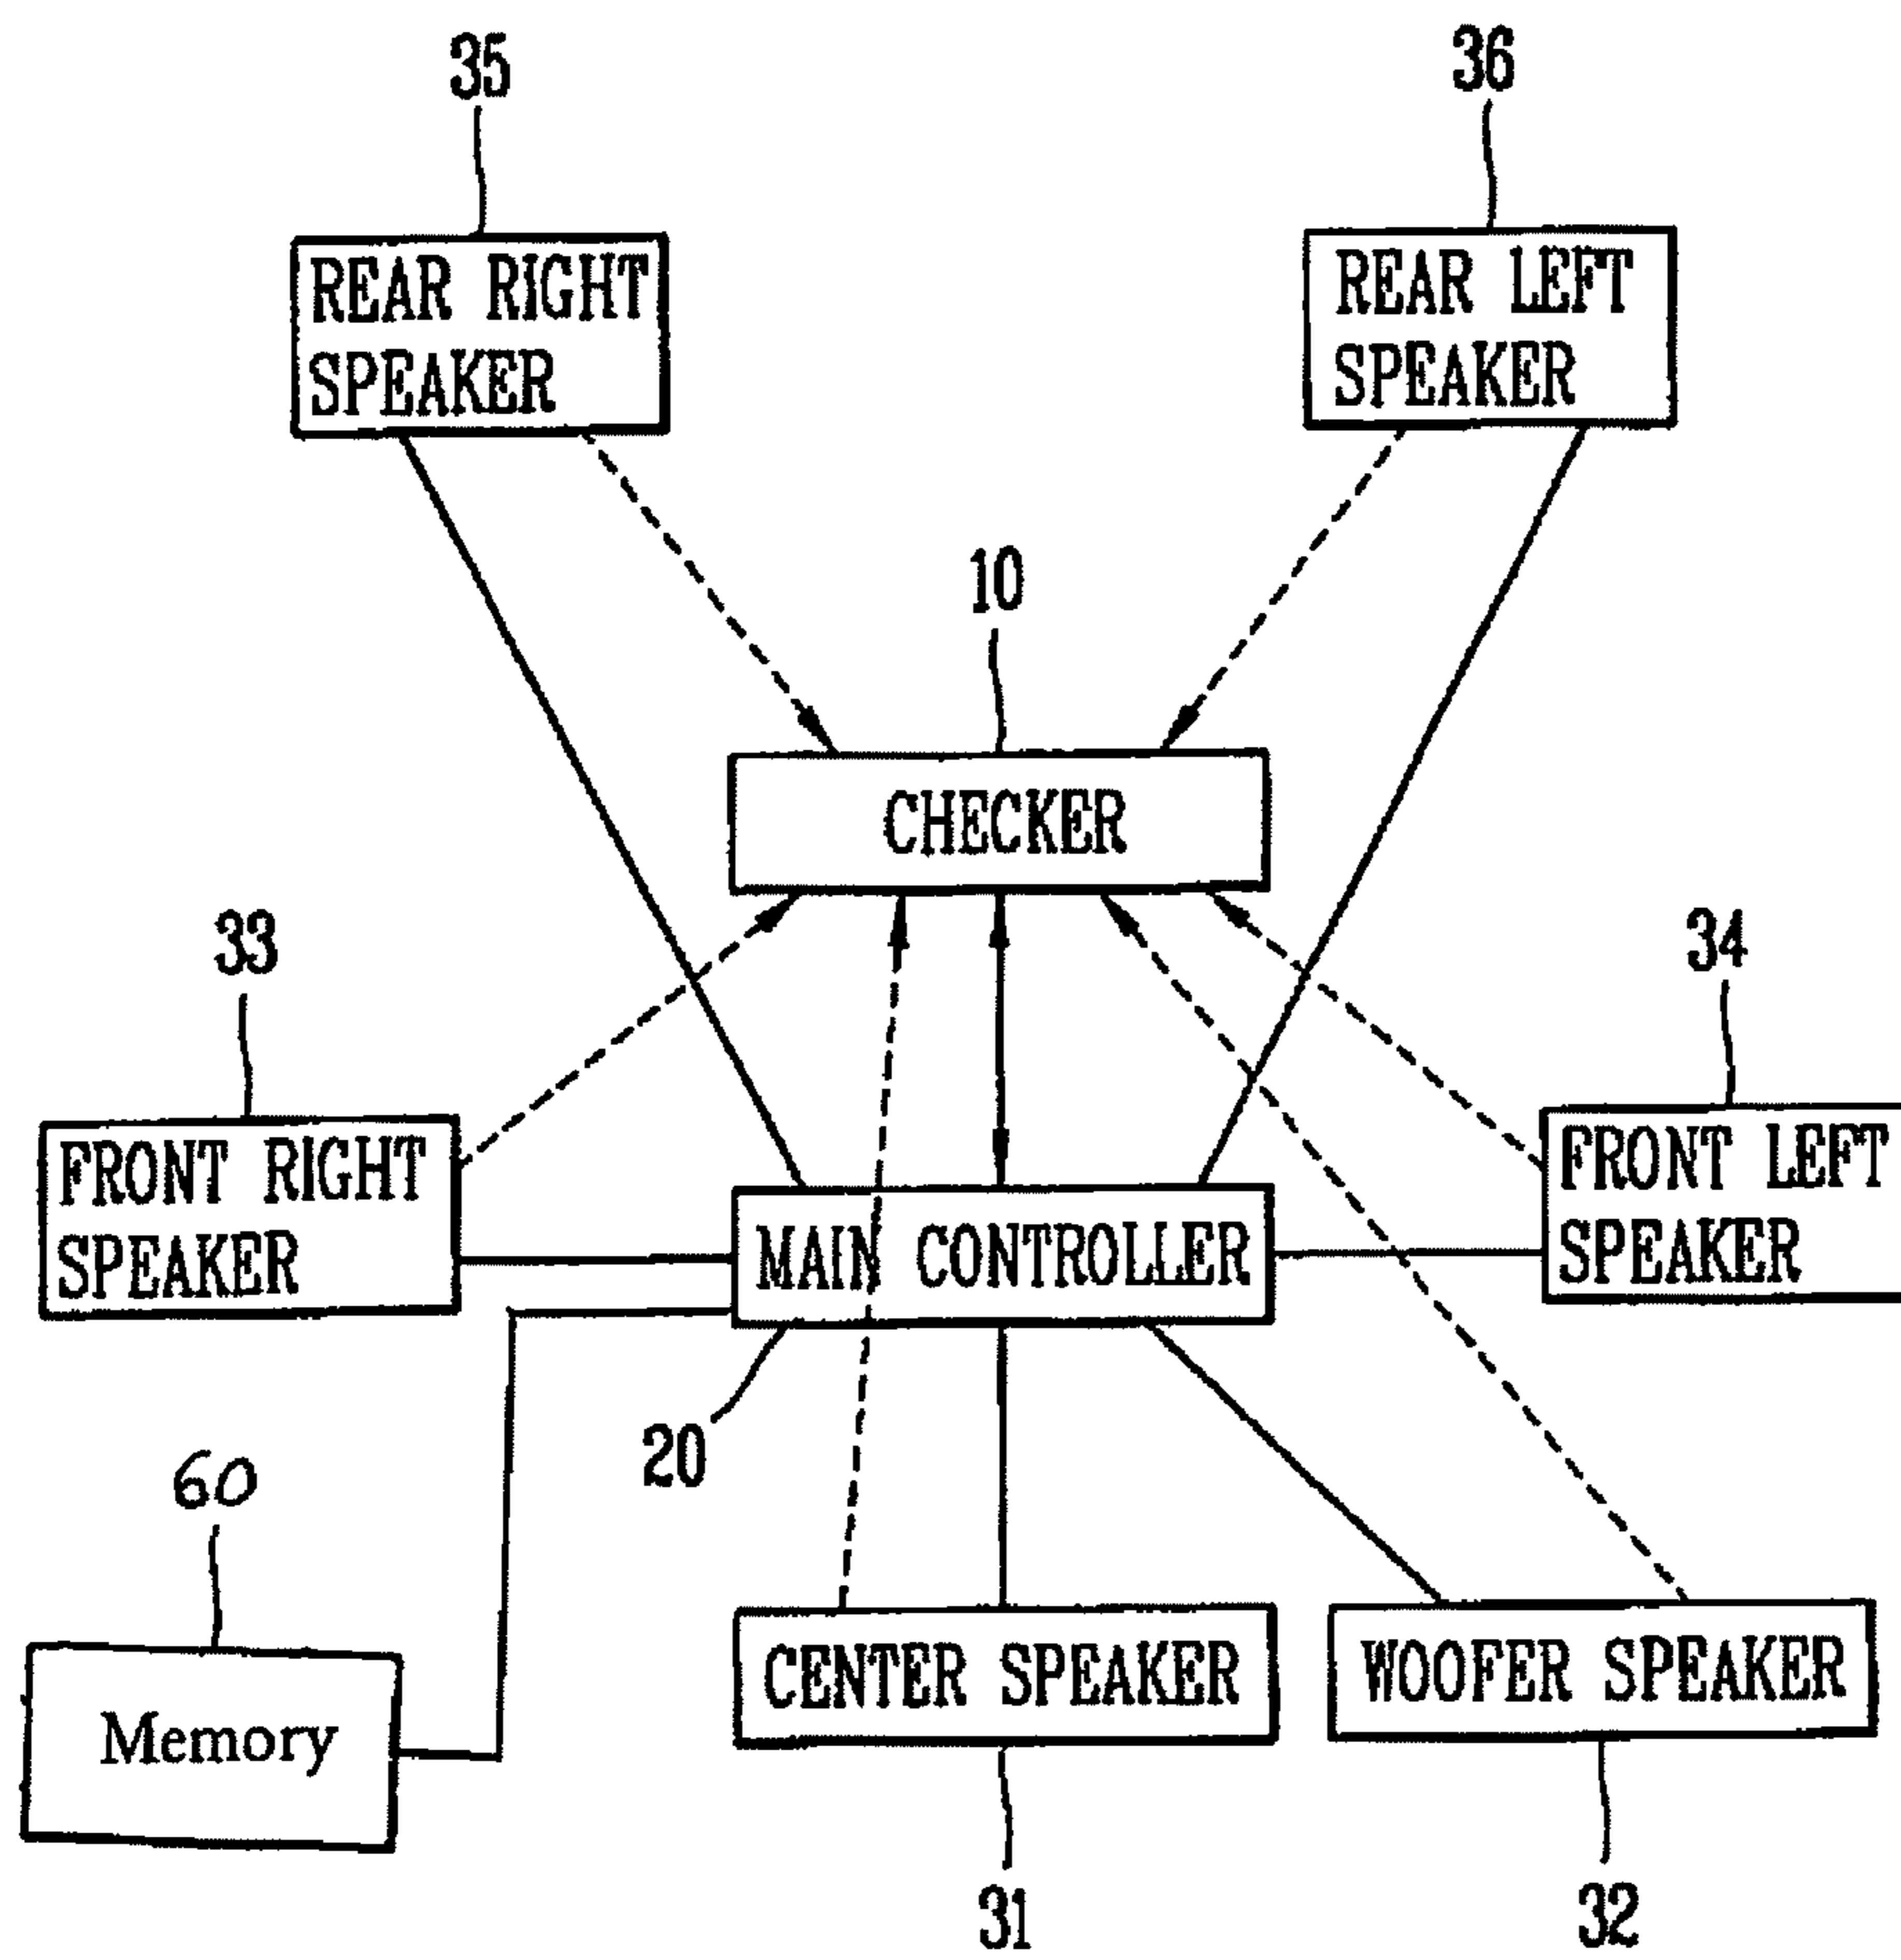 35
36
REAR RIGHT
SPEAKER
REAR LEFT
SPEAKER
10
CHECKER
33
34
FRONT RIGHT
SPEAKER
FRONT LEFT
SPEAKER
MAIN CONTROLLER
20
60
Memory
CENTER SPEAKER
WOOFER SPEAKER
31
32